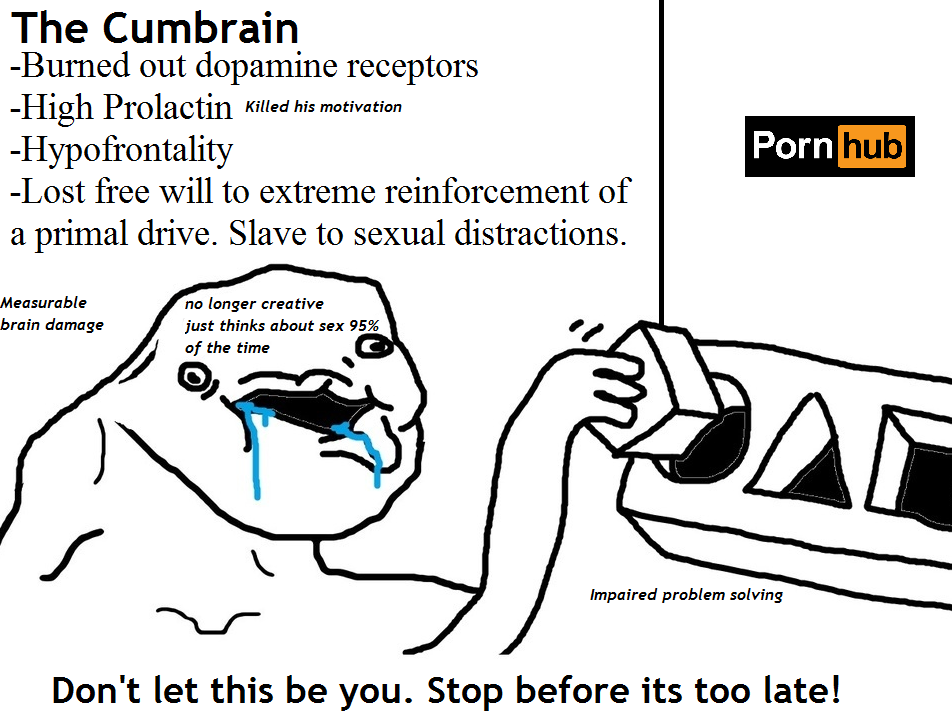 The Cumbrain
-Burned out dopamine receptors
-High Prolactin Killed his motivation
-Hypofrontality
-Lost free will to extreme reinforcement of
a primal drive. Slave to sexual distractions.
Porn hub
Measurable
brain damage
no longer creative
just thinks about sex 95%
of the time
Impaired problem solving
Don't let this be you. Stop before its too late!